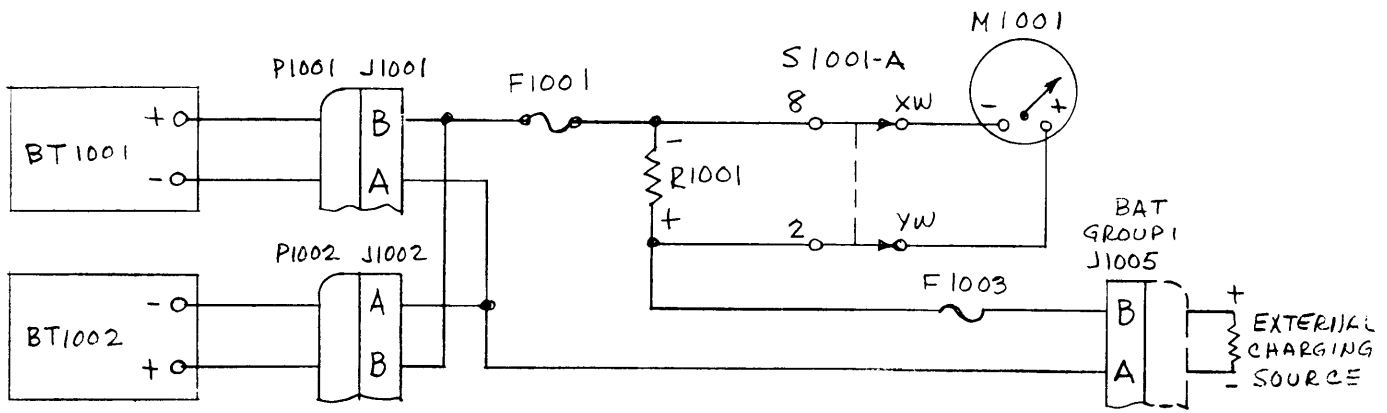 M1001
P1001 J1001
F1001
S1001-A
+
B
8
XW
-
+
BT1001
-
-
A
R1001
+
2
YW
BAT
GROUP1
J1005
P1002 J1002
F1003
-
A
+
B
EXTERNAL
CHARGING
SOURCE
BT1002
+
B
A
-